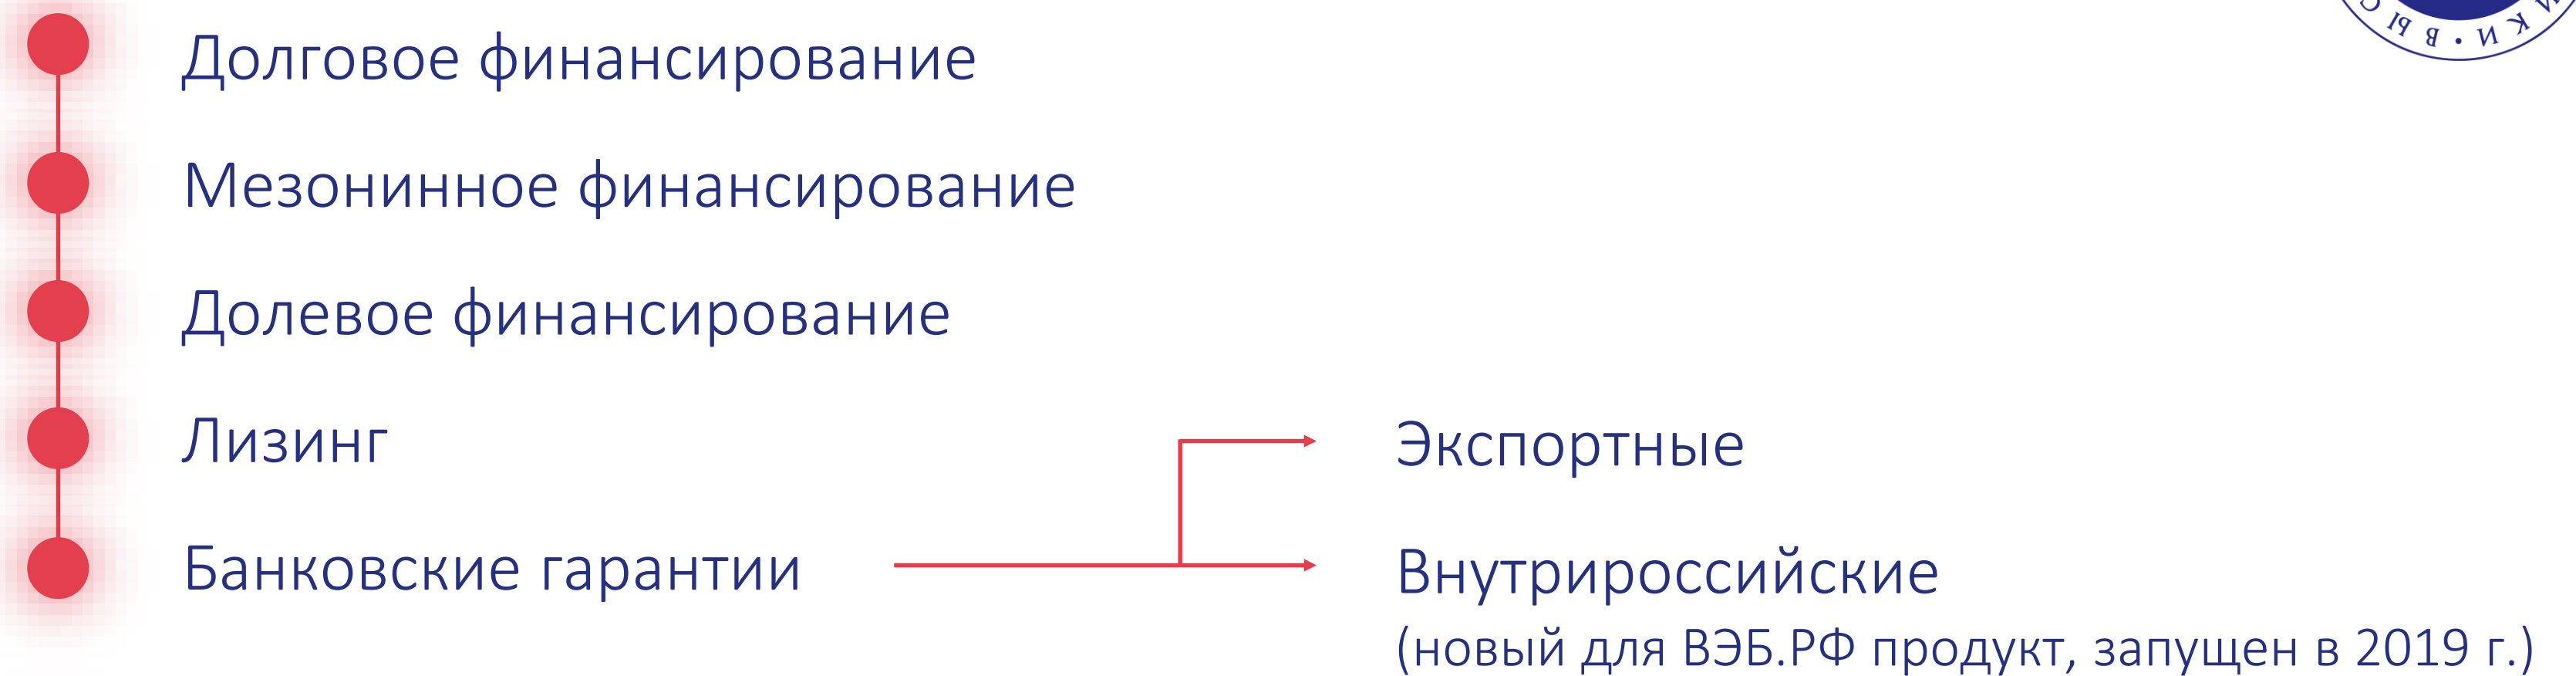 Долговое финансирование
Мезонинное финансирование
Долевое финансирование
Лизинг
Банковские гарантии
Экспортные
Внутрироссийские
(новый для ВЭБ.РФ продукт, запущен в 2019 г.)